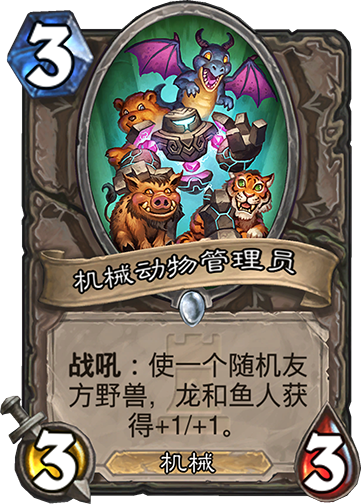 3
机械动物管理员
战吼：使一个随机友
方野兽，龙和鱼人获
得+1/+1。
3 机械 3